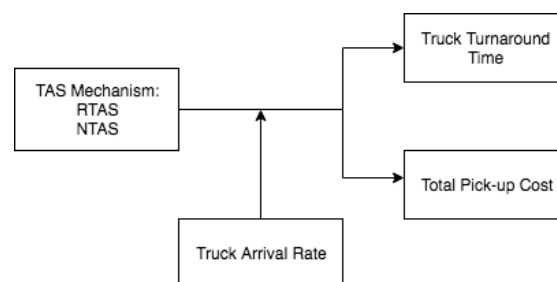 Truck Turnaround
Time
TAS Mechanism:
RTAS
NTAS
Total Pick-up Cost
Truck Arrival Rate